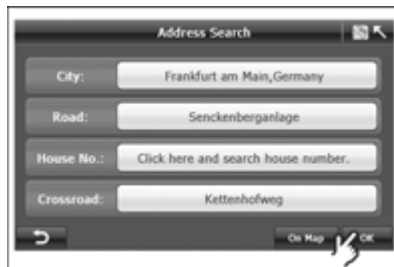 Address Search
City: Frankfurt am Main,Germany
Road: Senckenberganlage
House No.: Click here and search house number.
Crossroad: Kettenhofweg
On Map OK